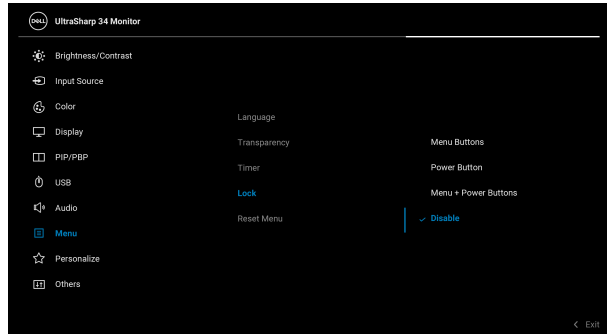 DELL UltraSharp 34 Monitor
Brightness/Contrast
Input Source
Color
Display
PIP/PBP
USB
Audio
Menu
Personalize
Others
Language
Transparency
Timer
Lock
Reset Menu
Menu Buttons
Power Button
Menu + Power Buttons
Disable
Exit